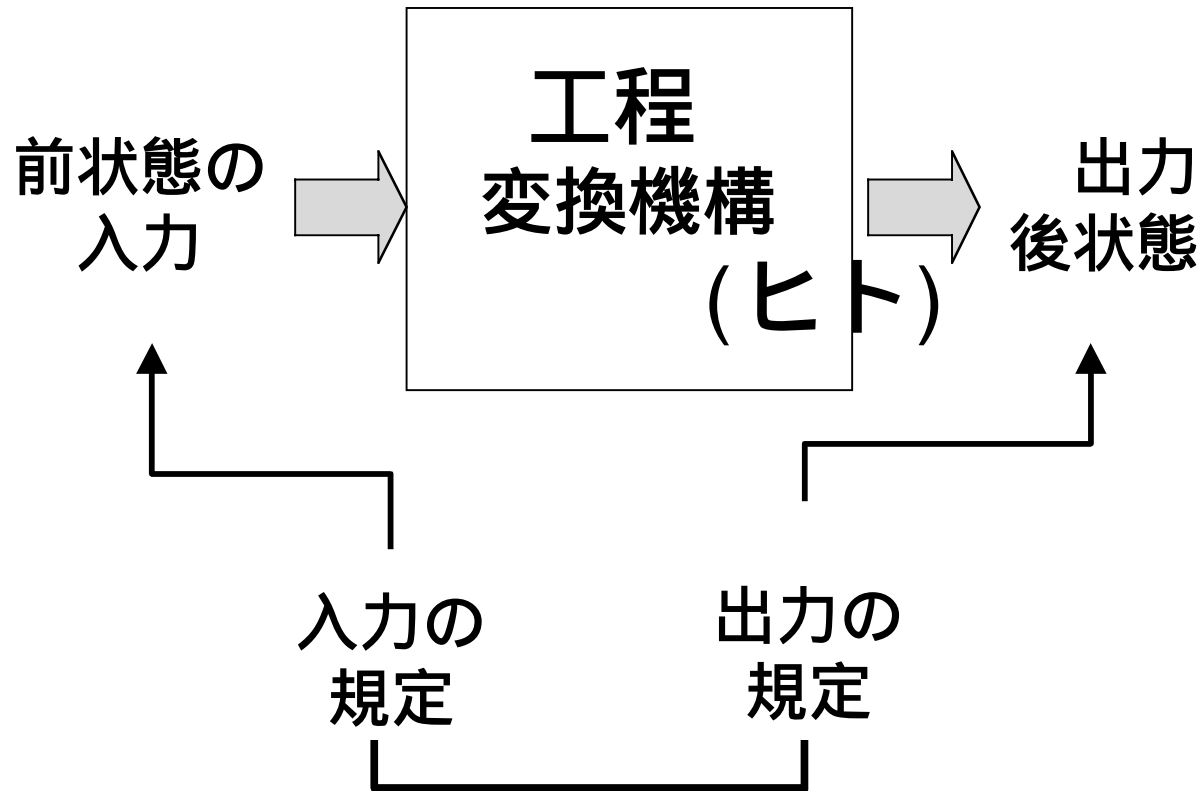 工程
変換機構
(ヒト)
前状態の
入力
出力
後状態
入力の
規定
出力の
規定